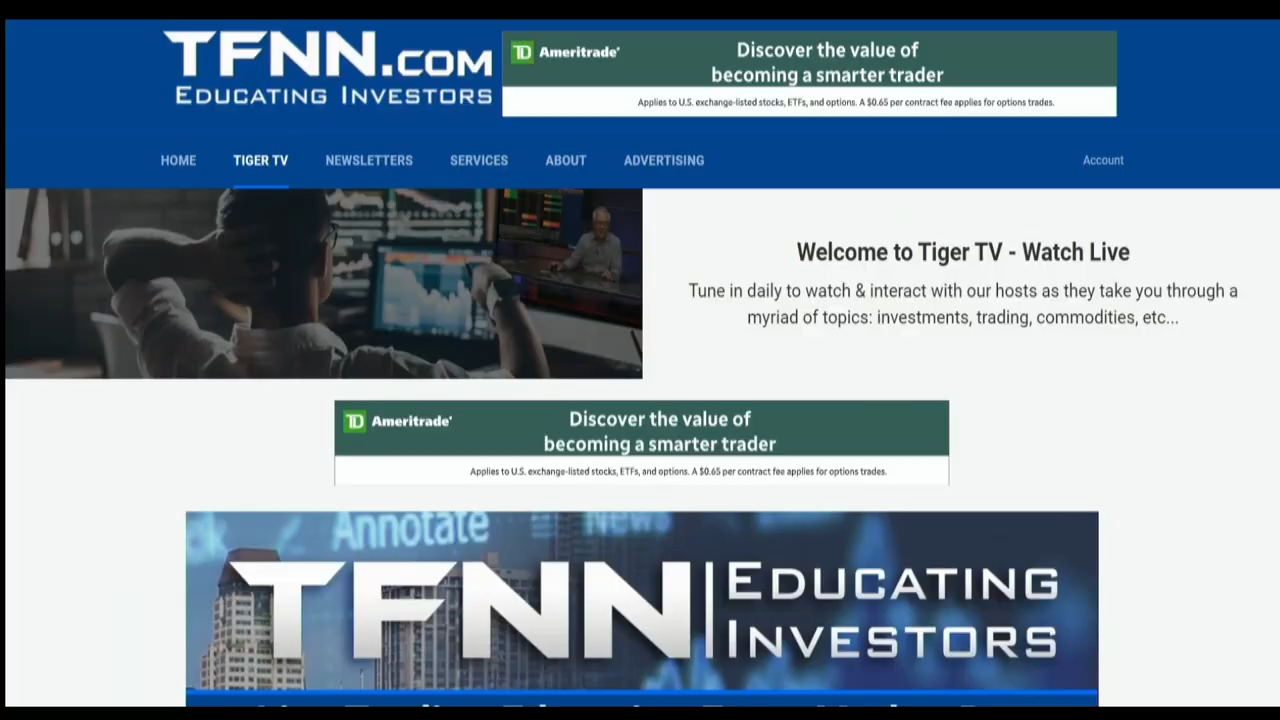 TFNN.COM
EDUCATING INVESTORS
TD Ameritrade
Discover the value of
becoming a smarter trader
Applies to U.S. exchange-listed stocks, ETFs, and options. A $0.65 per contract fee applies for options trades.
HOME TIGER TV NEWSLETTERS SERVICES ABOUT ADVERTISING Account
Welcome to Tiger TV - Watch Live
Tune in daily to watch & interact with our hosts as they take you through a
myriad of topics: investments, trading, commodities, etc...
TD Ameritrade
Discover the value of
becoming a smarter trader
Applies to U.S. exchange-listed stocks, ETFs, and options. A $0.65 per contract fee applies for options trades.
Annotate News
TFNN EDUCATING
INVESTORS